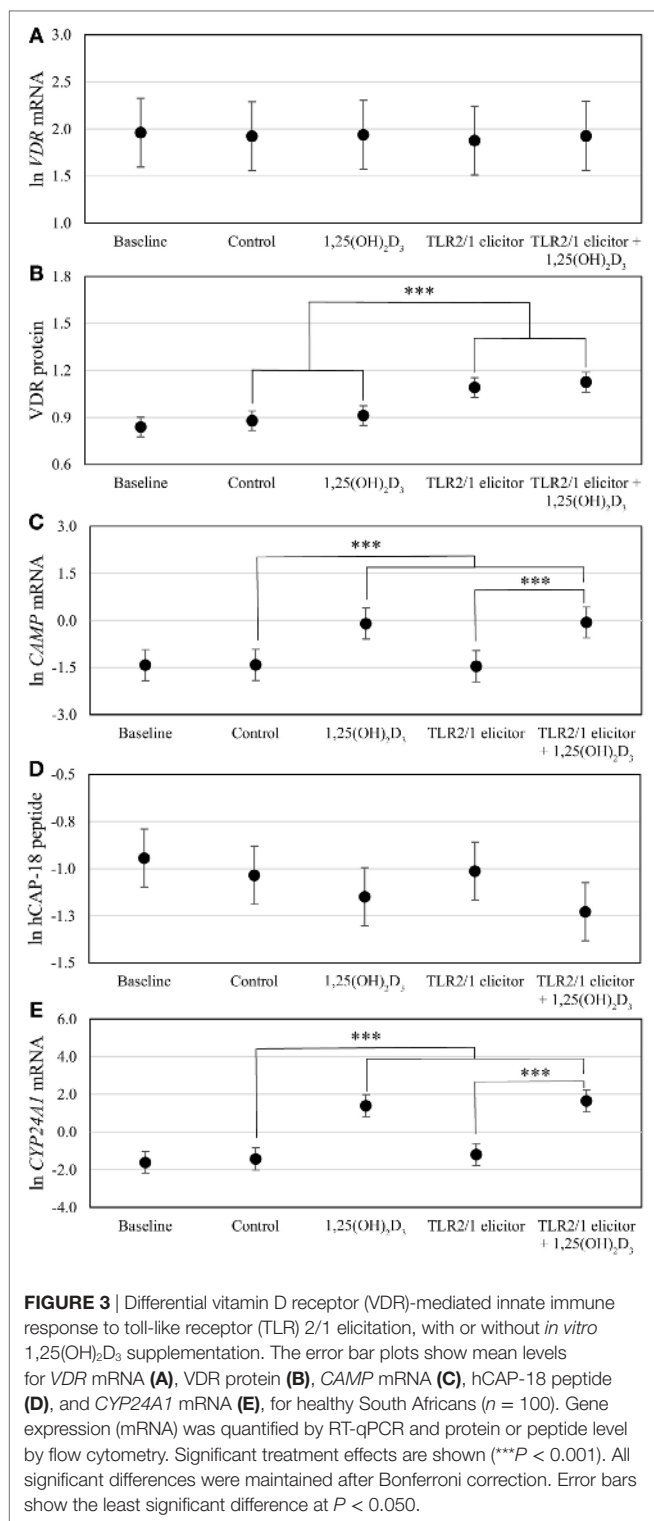 A
3.0
2.5
2.0
1.5
1.0
ln VDR mRNA
Baseline Control 1,25(OH)₂D₃ TLR2/1 elicitor TLR2/1 elicitor + 1,25(OH)₂D₃
B
1.8
1.5
1.2
0.9
0.6
VDR protein
***
Baseline Control 1,25(OH)₂D₃ TLR2/1 elicitor TLR2/1 elicitor + 1,25(OH)₂D₃
C
3.0
1.5
0.0
-1.5
-3.0
ln CAMP mRNA
***
***
Baseline Control 1,25(OH)₂D₃ TLR2/1 elicitor TLR2/1 elicitor + 1,25(OH)₂D₃
D
-0.5
-0.8
-1.0
-1.3
-1.5
ln hCAP-18 peptide
Baseline Control 1,25(OH)₂D₃ TLR2/1 elicitor TLR2/1 elicitor + 1,25(OH)₂D₃
E
6.0
4.0
2.0
0.0
-2.0
-4.0
ln CYP24A1 mRNA
***
***
Baseline Control 1,25(OH)₂D₃ TLR2/1 elicitor TLR2/1 elicitor + 1,25(OH)₂D₃
FIGURE 3 | Differential vitamin D receptor (VDR)-mediated innate immune
response to toll-like receptor (TLR) 2/1 elicitation, with or without in vitro
1,25(OH)₂D₃ supplementation. The error bar plots show mean levels
for VDR mRNA (A), VDR protein (B), CAMP mRNA (C), hCAP-18 peptide
(D), and CYP24A1 mRNA (E), for healthy South Africans (n = 100). Gene
expression (mRNA) was quantified by RT-qPCR and protein or peptide level
by flow cytometry. Significant treatment effects are shown (***P < 0.001). All
significant differences were maintained after Bonferroni correction. Error bars
show the least significant difference at P < 0.050.